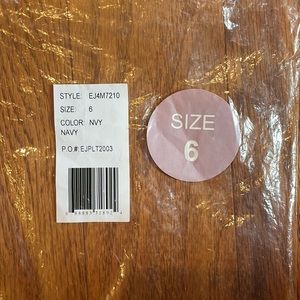 STYLE: EJ4M7210
SIZE: 6
COLOR: NVY
NAVY
P.O.#: EJPLT2003
SIZE
6